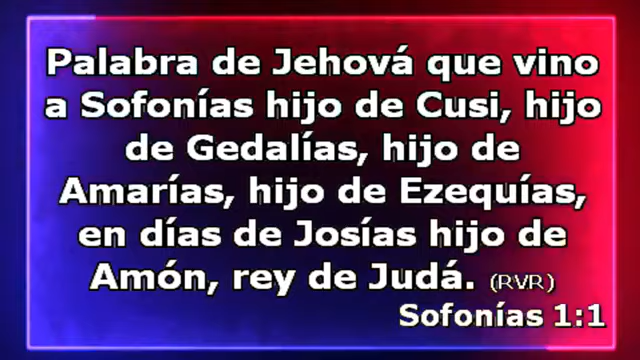 Palabra de Jehová que vino
a Sofonías hijo de Cusi, hijo
de Gedalías, hijo de
Amarías, hijo de Ezequías,
en días de Josías hijo de
Amón, rey de Judá. (RVR)
Sofonías 1:1